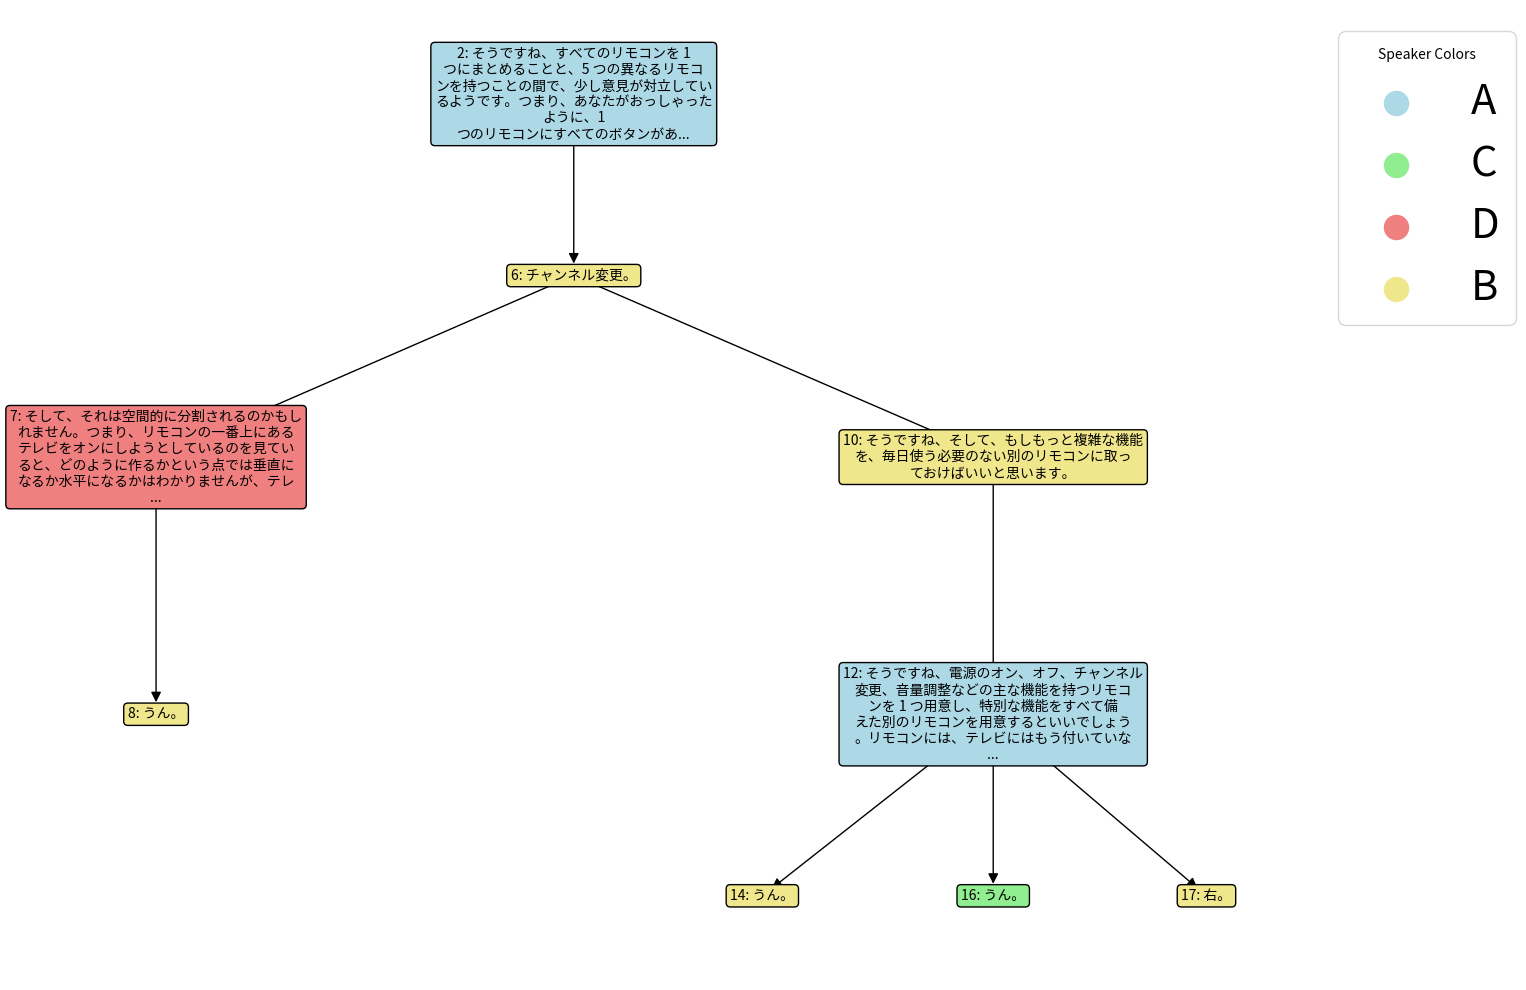 2: そうですね、すべてのリモコンを 1
つにまとめることと、5 つの異なるリモコ
ンを持つことの間で、少し意見が対立してい
るようです。つまり、あなたがおっしゃった
ように、1
つのリモコンにすべてのボタンがあ...
Speaker Colors
A
C
D
B
6: チャンネル変更。
7: そして、それは空間的に分割されるのかもし
れません。つまり、リモコンの一番上にある
テレビをオンにしようとしているのを見てい
ると、どのように作るかという点では垂直に
なるか水平になるかはわかりませんが、テレ
...
10: そうですね、そして、もしもっと複雑な機能
を、毎日使う必要のない別のリモコンに取っ
ておけばいいと思います。
8: うん。
12: そうですね、電源のオン、オフ、チャンネル
変更、音量調整などの主な機能を持つリモコ
ンを 1 つ用意し、特別な機能をすべて備
えた別のリモコンを用意するといいでしょう
。リモコンには、テレビにはもう付いていな
...
14: うん。
16: うん。
17: 右。